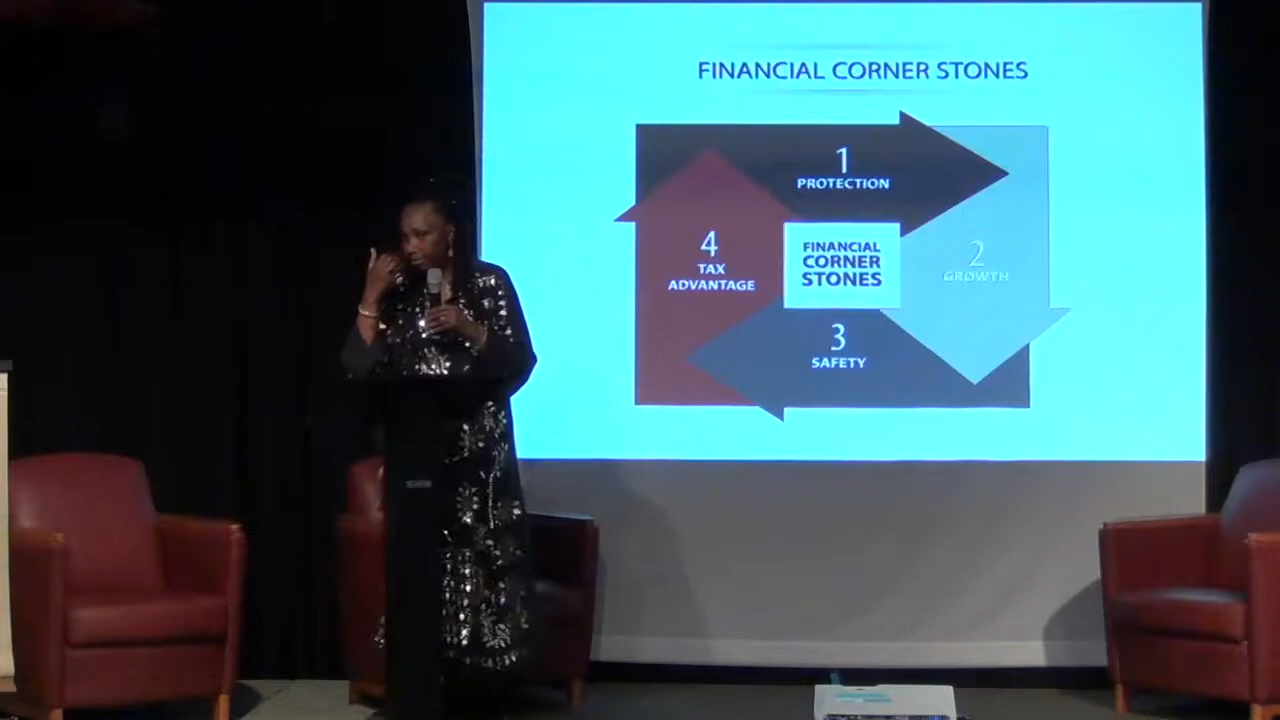 FINANCIAL CORNER STONES
1
PROTECTION
2
GROWTH
3
SAFETY
4
TAX
ADVANTAGE
FINANCIAL
CORNER
STONES